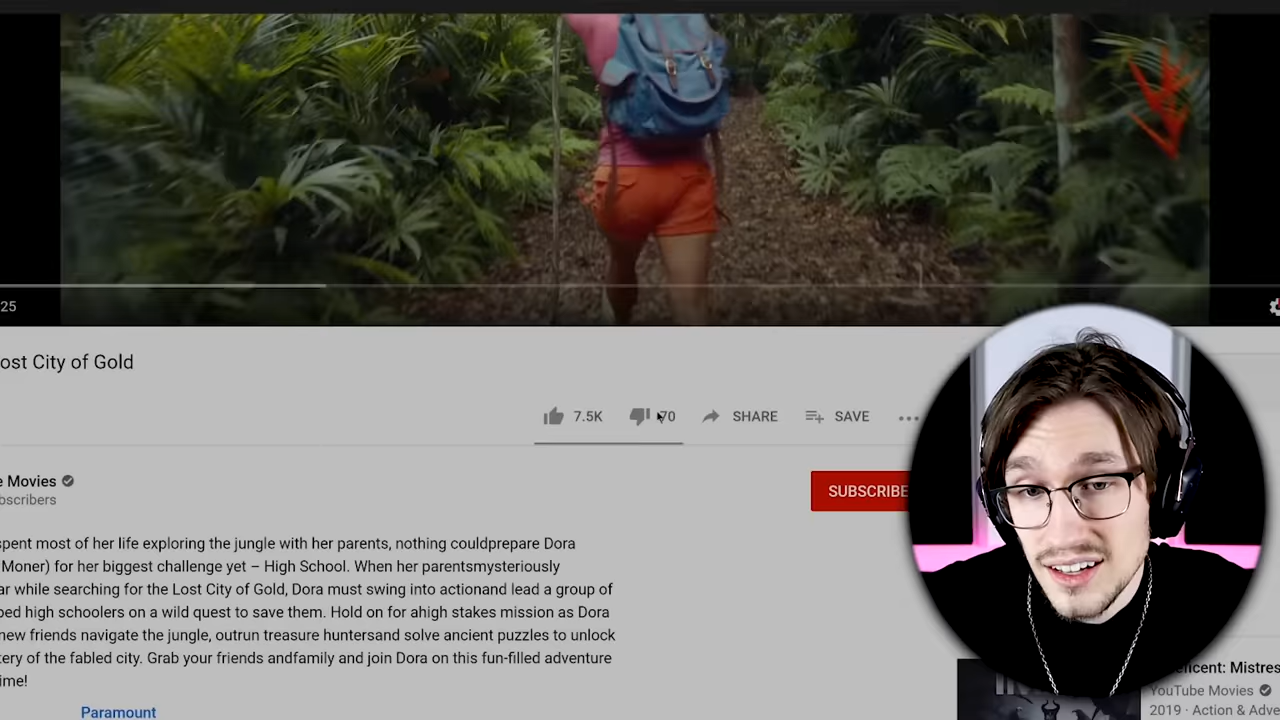 25
ost City of Gold
7.5K
70
SHARE
SAVE
e Movies
bscribers
SUBSCRIBE
spent most of her life exploring the jungle with her parents, nothing couldprepare Dora
Moner) for her biggest challenge yet – High School. When her parentsmysteriously
ar while searching for the Lost City of Gold, Dora must swing into actionand lead a group of
ped high schoolers on a wild quest to save them. Hold on for ahigh stakes mission as Dora
new friends navigate the jungle, outrun treasure huntersand solve ancient puzzles to unlock
tery of the fabled city. Grab your friends andfamily and join Dora on this fun-filled adventure
ime!
Paramount
eficent: Mistres
YouTube Movies
2019 · Action & Adve